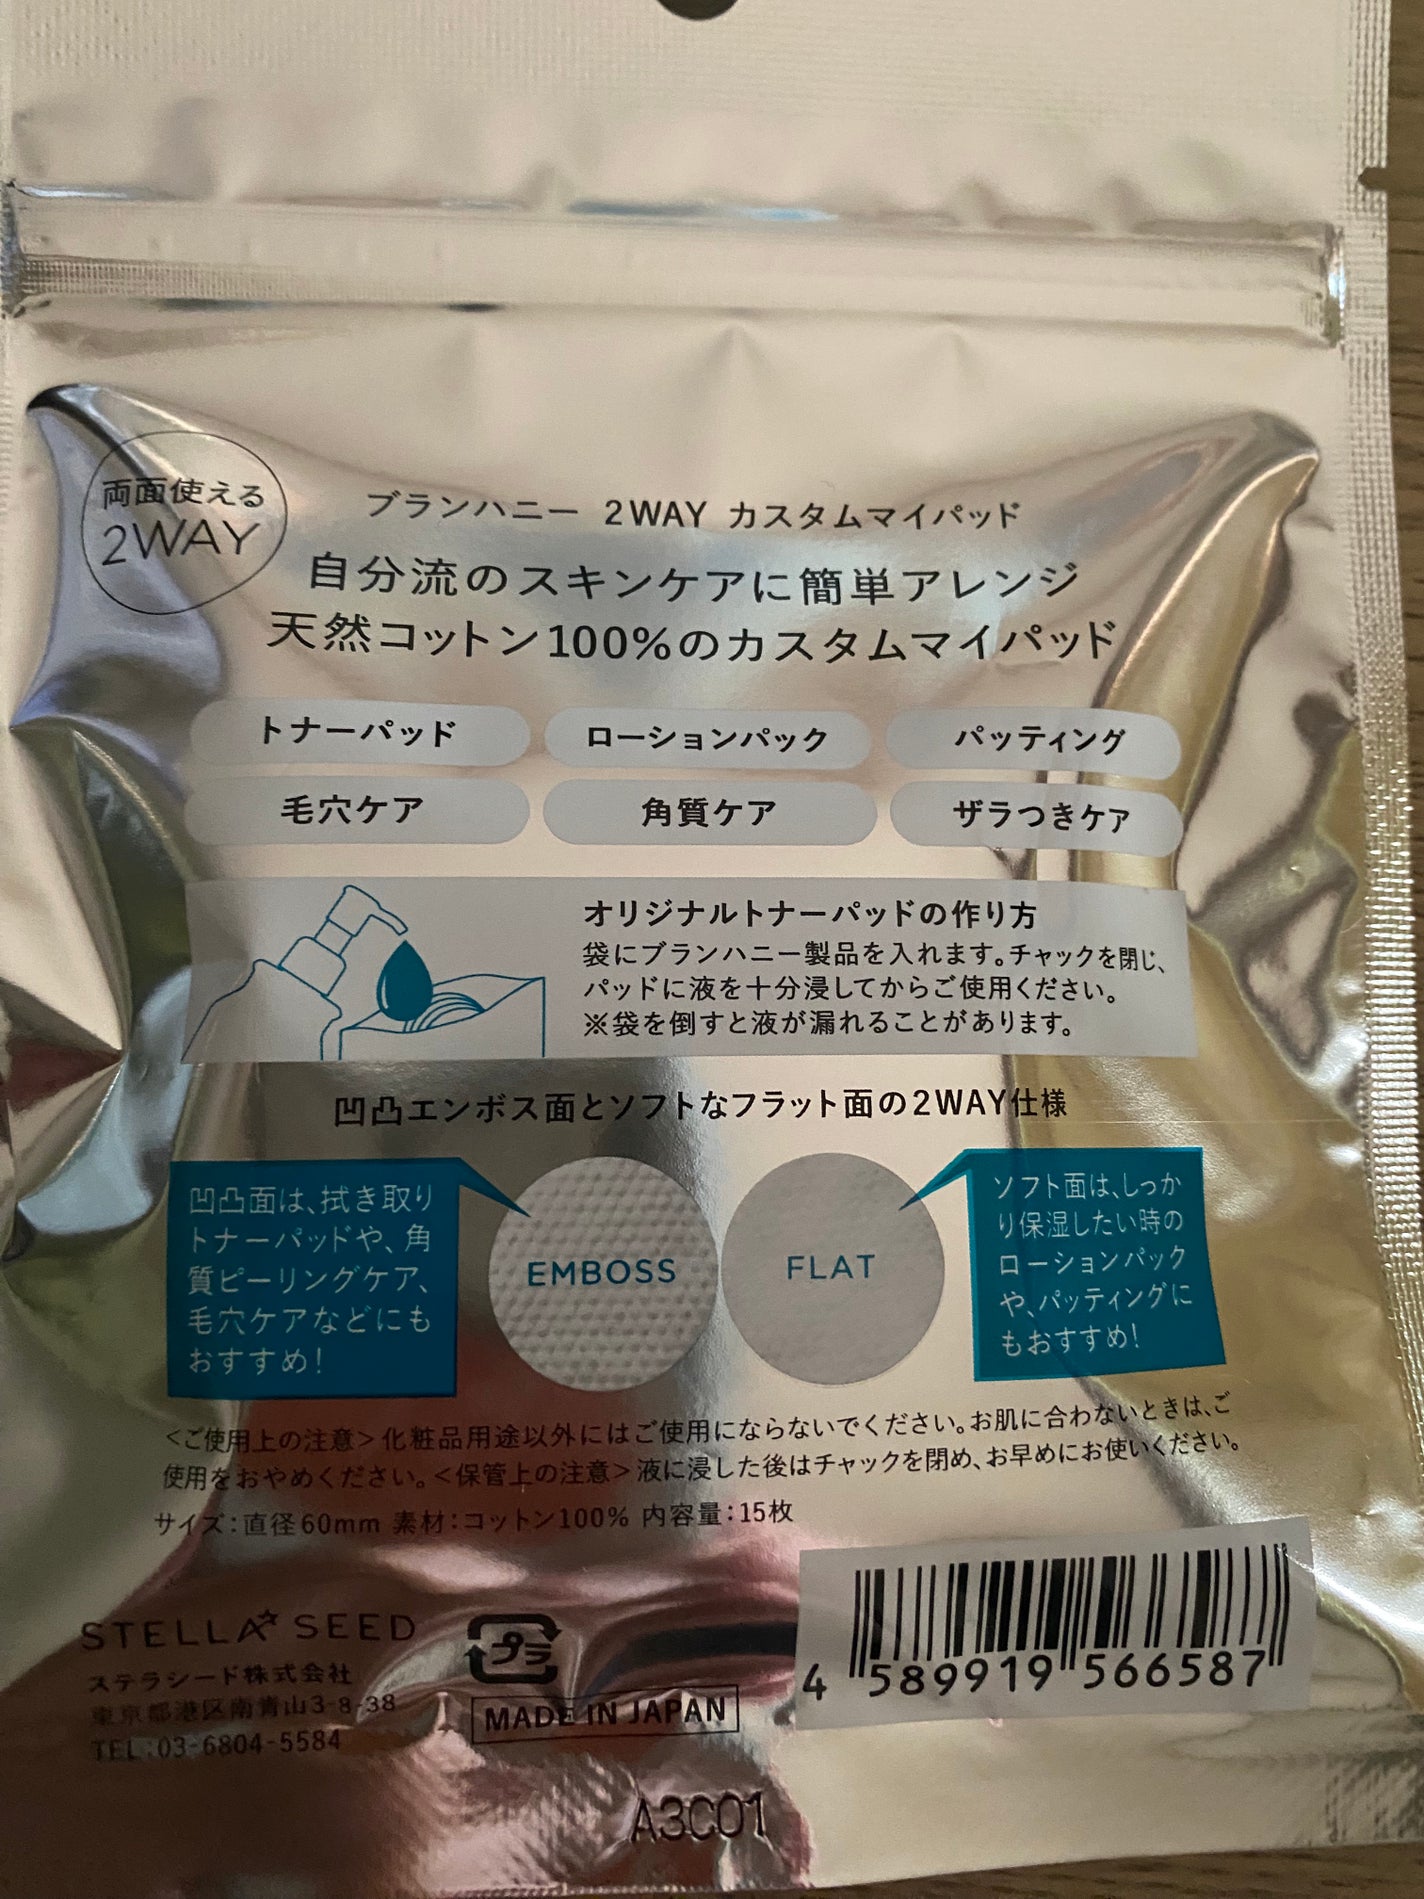 両面使える
2WAY
ブランハニー 2WAY カスタムマイパッド
自分流のスキンケアに簡単アレンジ
天然コットン100%のカスタムマイパッド
トナーパッド
ローションパック
パッティング
毛穴ケア
角質ケア
ザラつきケア
オリジナルトナーパッドの作り方
袋にブランハニー製品を入れます。チャックを閉じ、
パッドに液を十分浸してからご使用ください。
※袋を倒すと液が漏れることがあります。
凹凸エンボス面とソフトなフラット面の2WAY仕様
凹凸面は、拭き取り
トナーパッドや、角
質ピーリングケア、
毛穴ケアなどにも
おすすめ!
EMBOSS
FLAT
ソフト面は、しっか
り保湿したい時の
ローションパック
や、パッティングに
もおすすめ!
<ご使用上の注意>化粧品用途以外にはご使用にならないでください。お肌に合わないときは、ご
使用をおやめください。<保管上の注意>液に浸した後はチャックを閉め、お早めにお使いください。
サイズ:直径60mm 素材:コットン100% 内容量:15枚
STELLA SEED
ステラシード株式会社
東京都港区南青山3-8-38
TEL:03-6804-5584
プラ
MADE IN JAPAN
4 589919 566587
A3C01